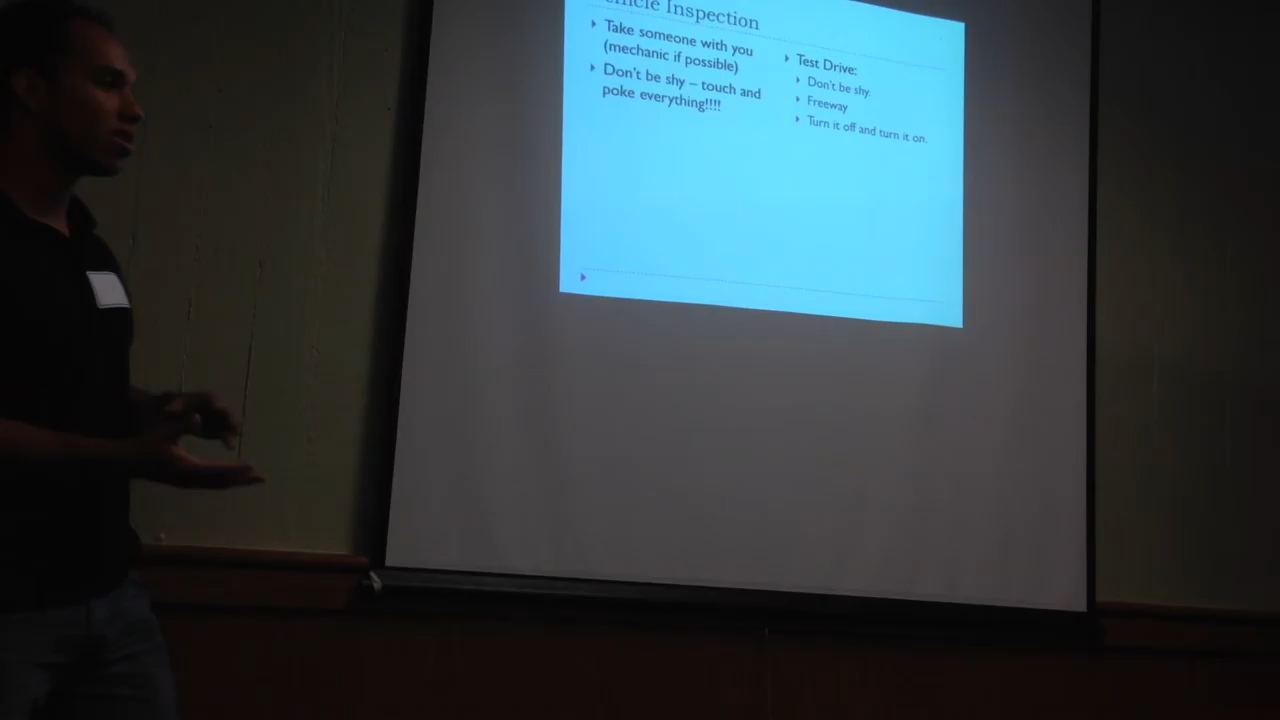 Inspection
Take someone with you
(mechanic if possible)
Don't be shy – touch and
poke everything!!!!
Test Drive:
Don't be shy.
Freeway
Turn it off and turn it on.